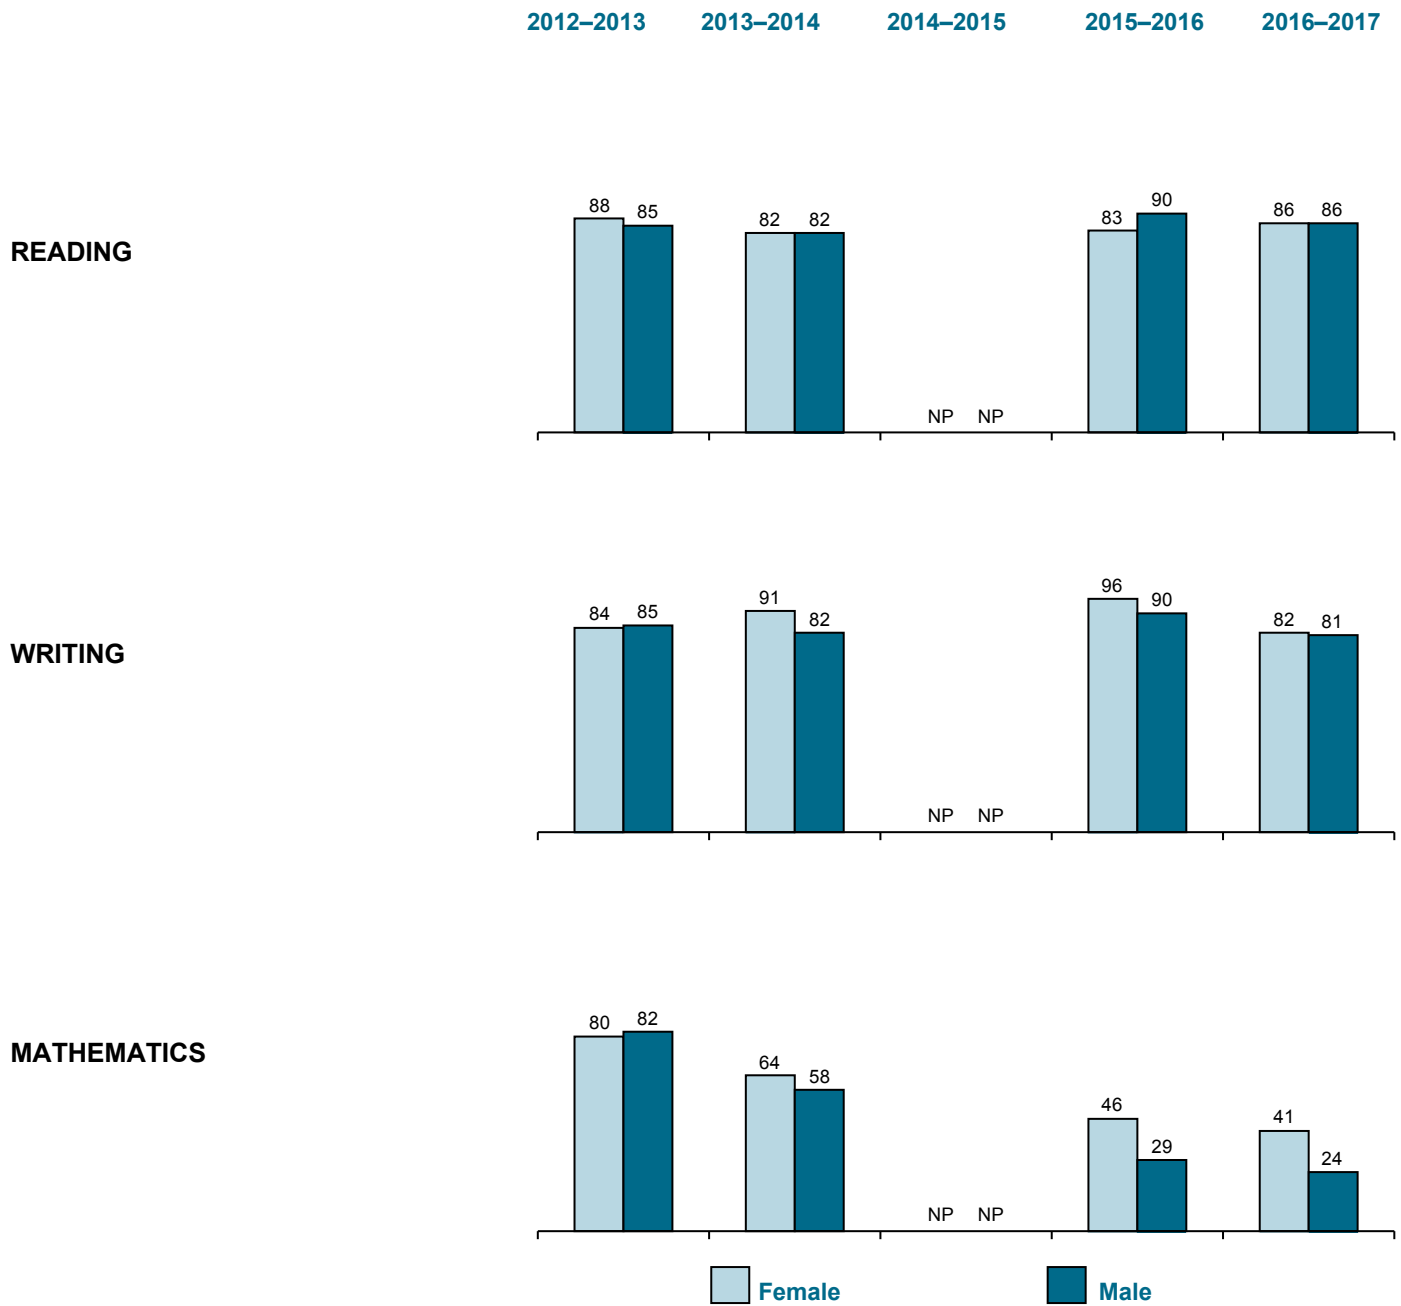 2012–2013 2013–2014 2014–2015 2015–2016 2016–2017
READING
88 85 82 82 NP NP 83 90 86 86
WRITING
84 85 91 82 NP NP 96 90 82 81
MATHEMATICS
80 82 64 58 NP NP 46 29 41 24
Female Male